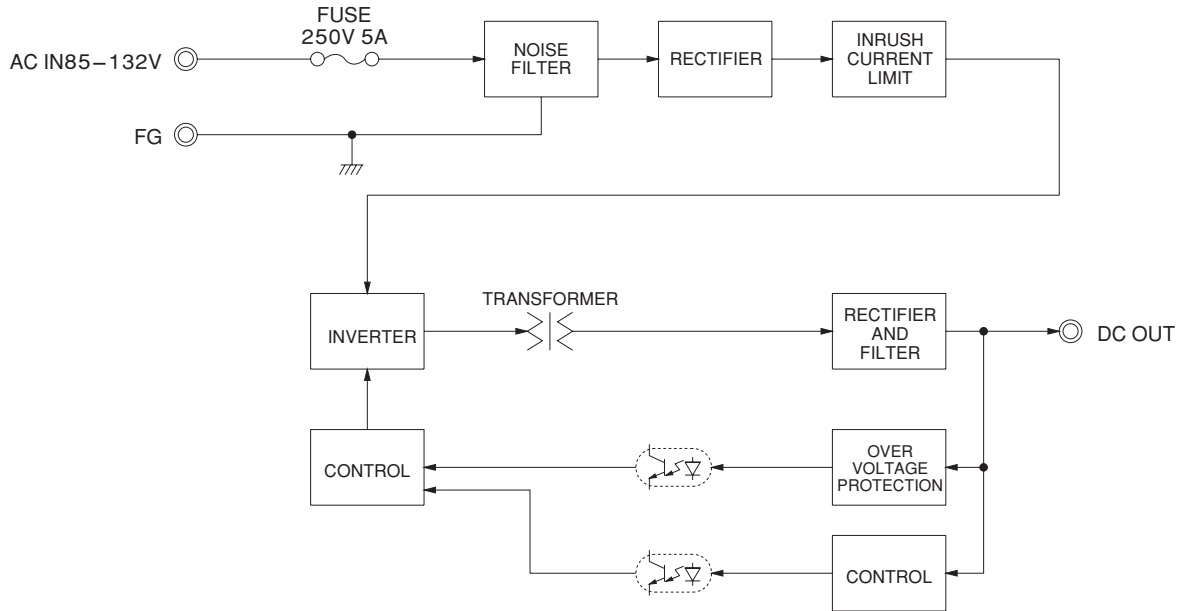 FUSE
250V 5A
AC IN85–132V
NOISE
FILTER
RECTIFIER
INRUSH
CURRENT
LIMIT
FG
TRANSFORMER
INVERTER
RECTIFIER
AND
FILTER
DC OUT
CONTROL
OVER
VOLTAGE
PROTECTION
CONTROL